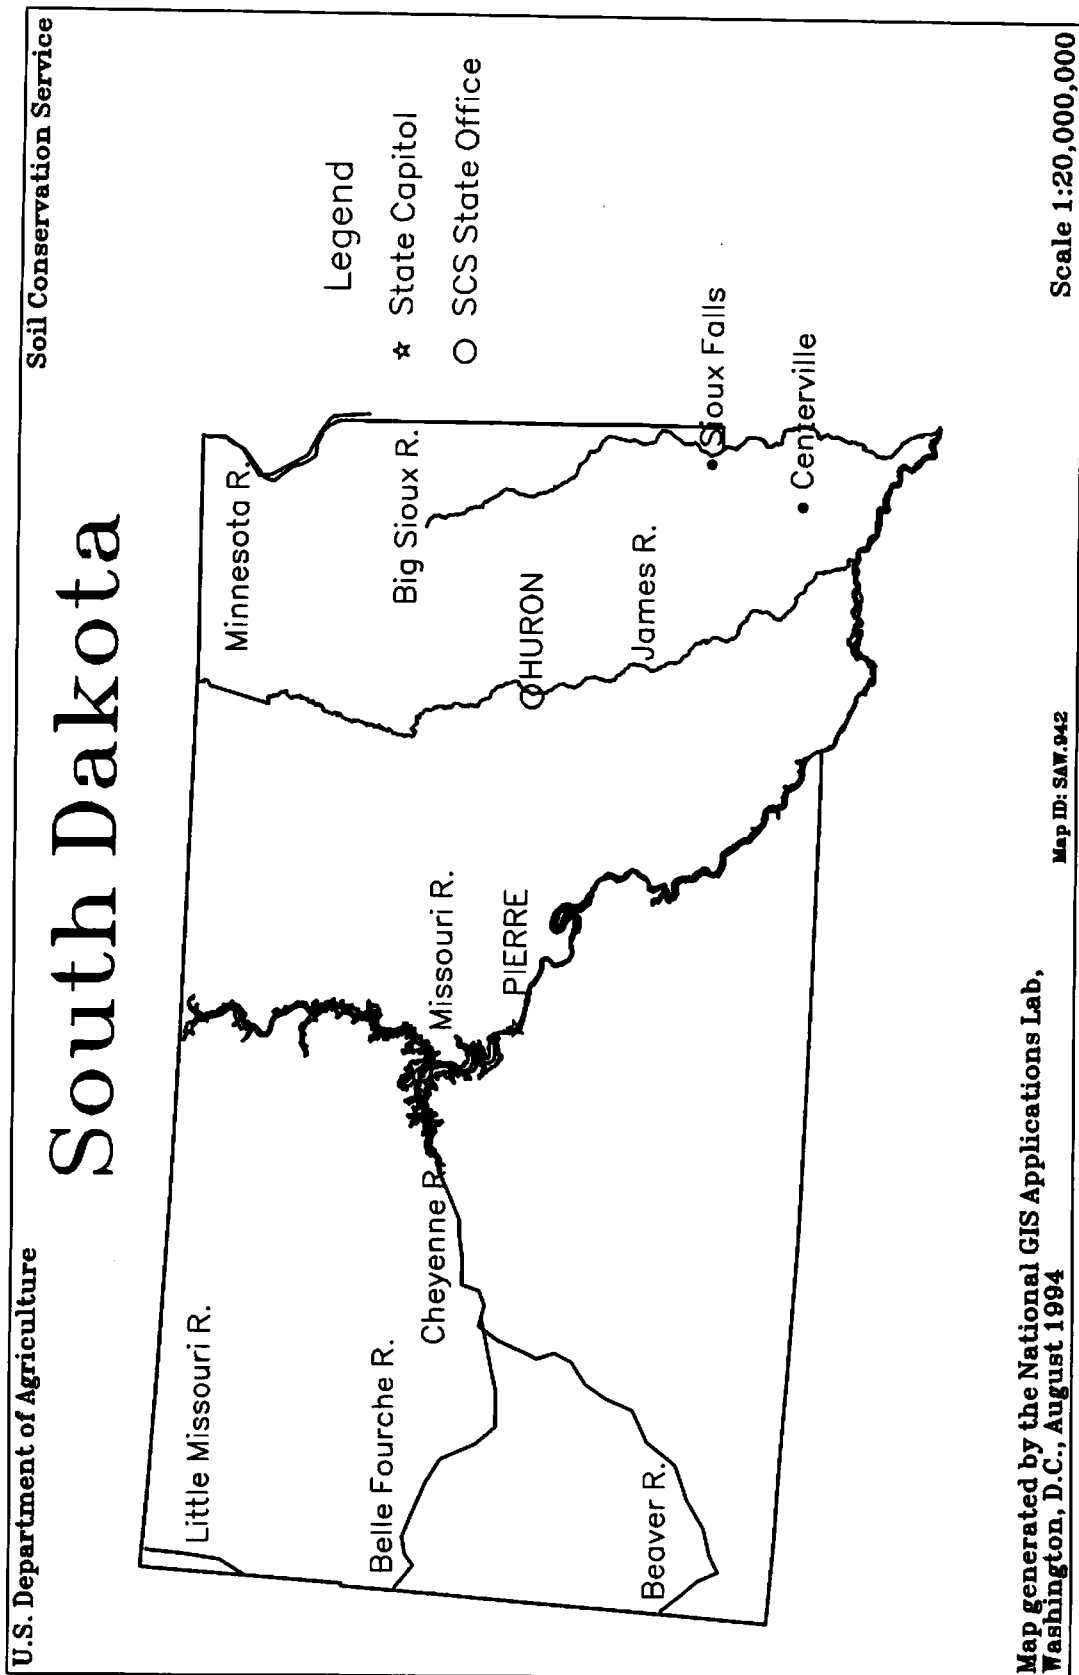 U.S. Department of Agriculture
Soil Conservation Service
South Dakota
Little Missouri R.
Minnesota R.
Legend
★ State Capitol
○ SCS State Office
Belle Fourche R.
Cheyenne R.
Missouri R.
Big Sioux R.
PIERRE
HURON
James R.
Beaver R.
Sioux Falls
Centerville
Map generated by the National GIS Applications Lab,
Washington, D.C., August 1994
Map ID: SAW.942
Scale 1:20,000,000